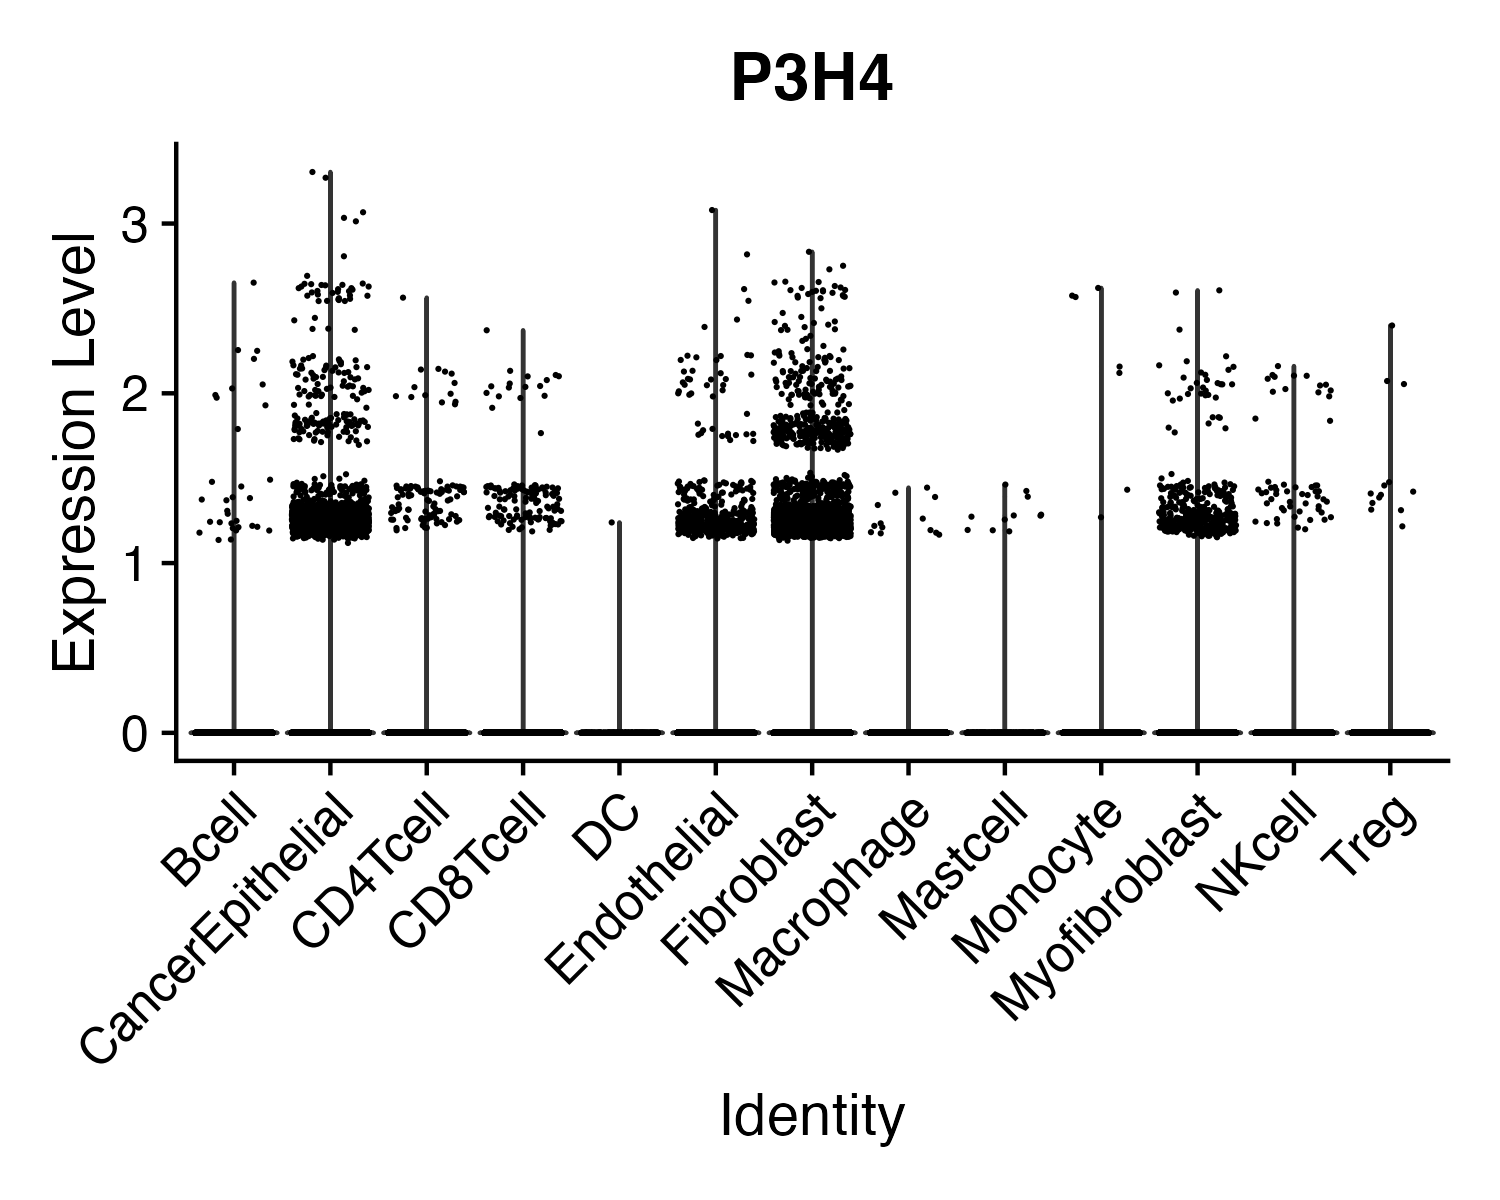 P3H4
Expression Level
3
2
1
0
Bcell
CancerEpithelial
CD4Tcell
CD8Tcell
DC
Endothelial
Fibroblast
Macrophage
Mastcell
Monocyte
Myofibroblast
NKcell
Treg
Identity